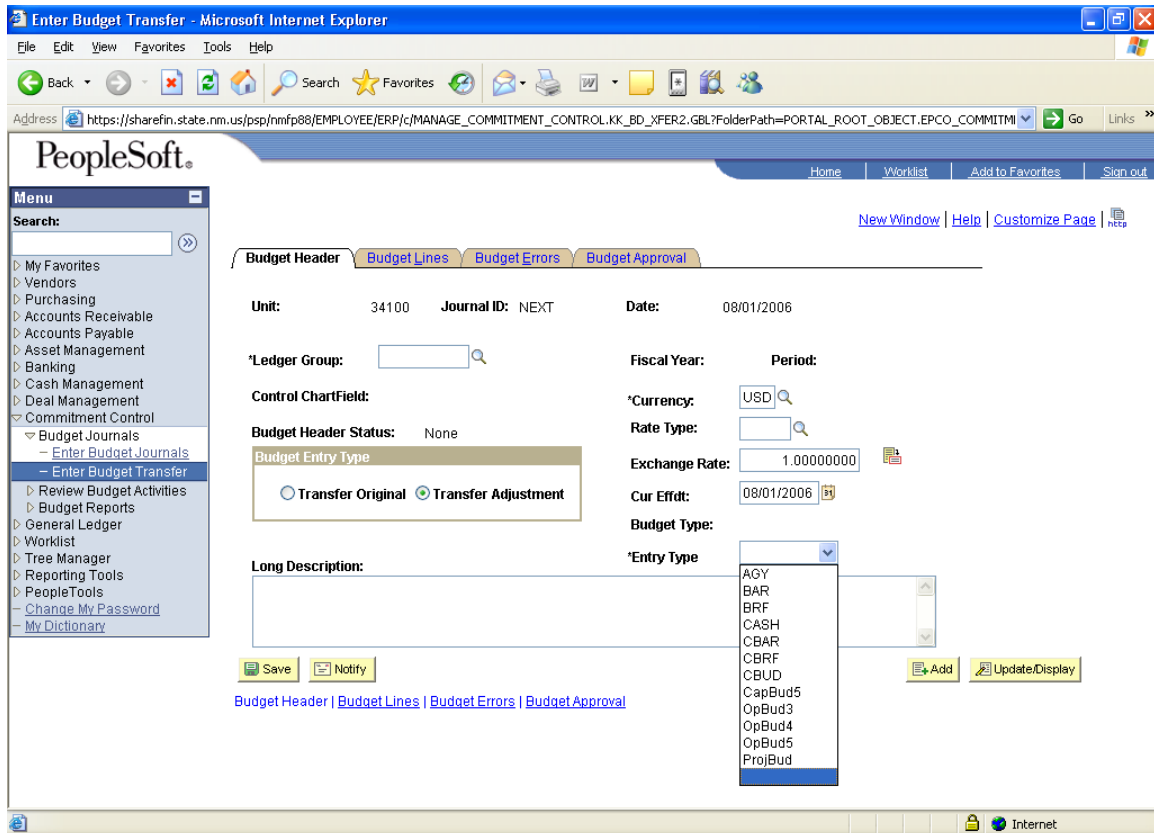 Enter Budget Transfer - Microsoft Internet Explorer
File Edit View Favorites Tools Help
Back Search Favorites
Address https://sharefin.state.nm.us/psp/nmfp88/EMPLOYEE/ERP/c/MANAGE_COMMITMENT_CONTROL.KK_BD_XFER2.GBL?FolderPath=PORTAL_ROOT_OBJECT.EPCO_COMMITMI Go Links »
PeopleSoft®
Home Worklist Add to Favorites Sign out
Menu
New Window | Help | Customize Page | http
Search:
My Favorites
Vendors
Purchasing
Accounts Receivable
Accounts Payable
Asset Management
Banking
Cash Management
Deal Management
Commitment Control
Budget Journals
– Enter Budget Journals
– Enter Budget Transfer
Review Budget Activities
Budget Reports
General Ledger
Worklist
Tree Manager
Reporting Tools
PeopleTools
– Change My Password
– My Dictionary
Budget Header Budget Lines Budget Errors Budget Approval
Unit: 34100 Journal ID: NEXT Date: 08/01/2006
*Ledger Group: Fiscal Year: Period:
Control ChartField: *Currency: USD
Budget Header Status: None Rate Type:
Budget Entry Type
Exchange Rate: 1.00000000
Transfer Original Transfer Adjustment
Cur Effdt: 08/01/2006
Budget Type:
*Entry Type
Long Description:
AGY
BAR
BRF
CASH
CBAR
CBRF
CBUD
CapBud5
OpBud3
OpBud4
OpBud5
ProjBud
Save Notify Add Update/Display
Budget Header | Budget Lines | Budget Errors | Budget Approval
Internet